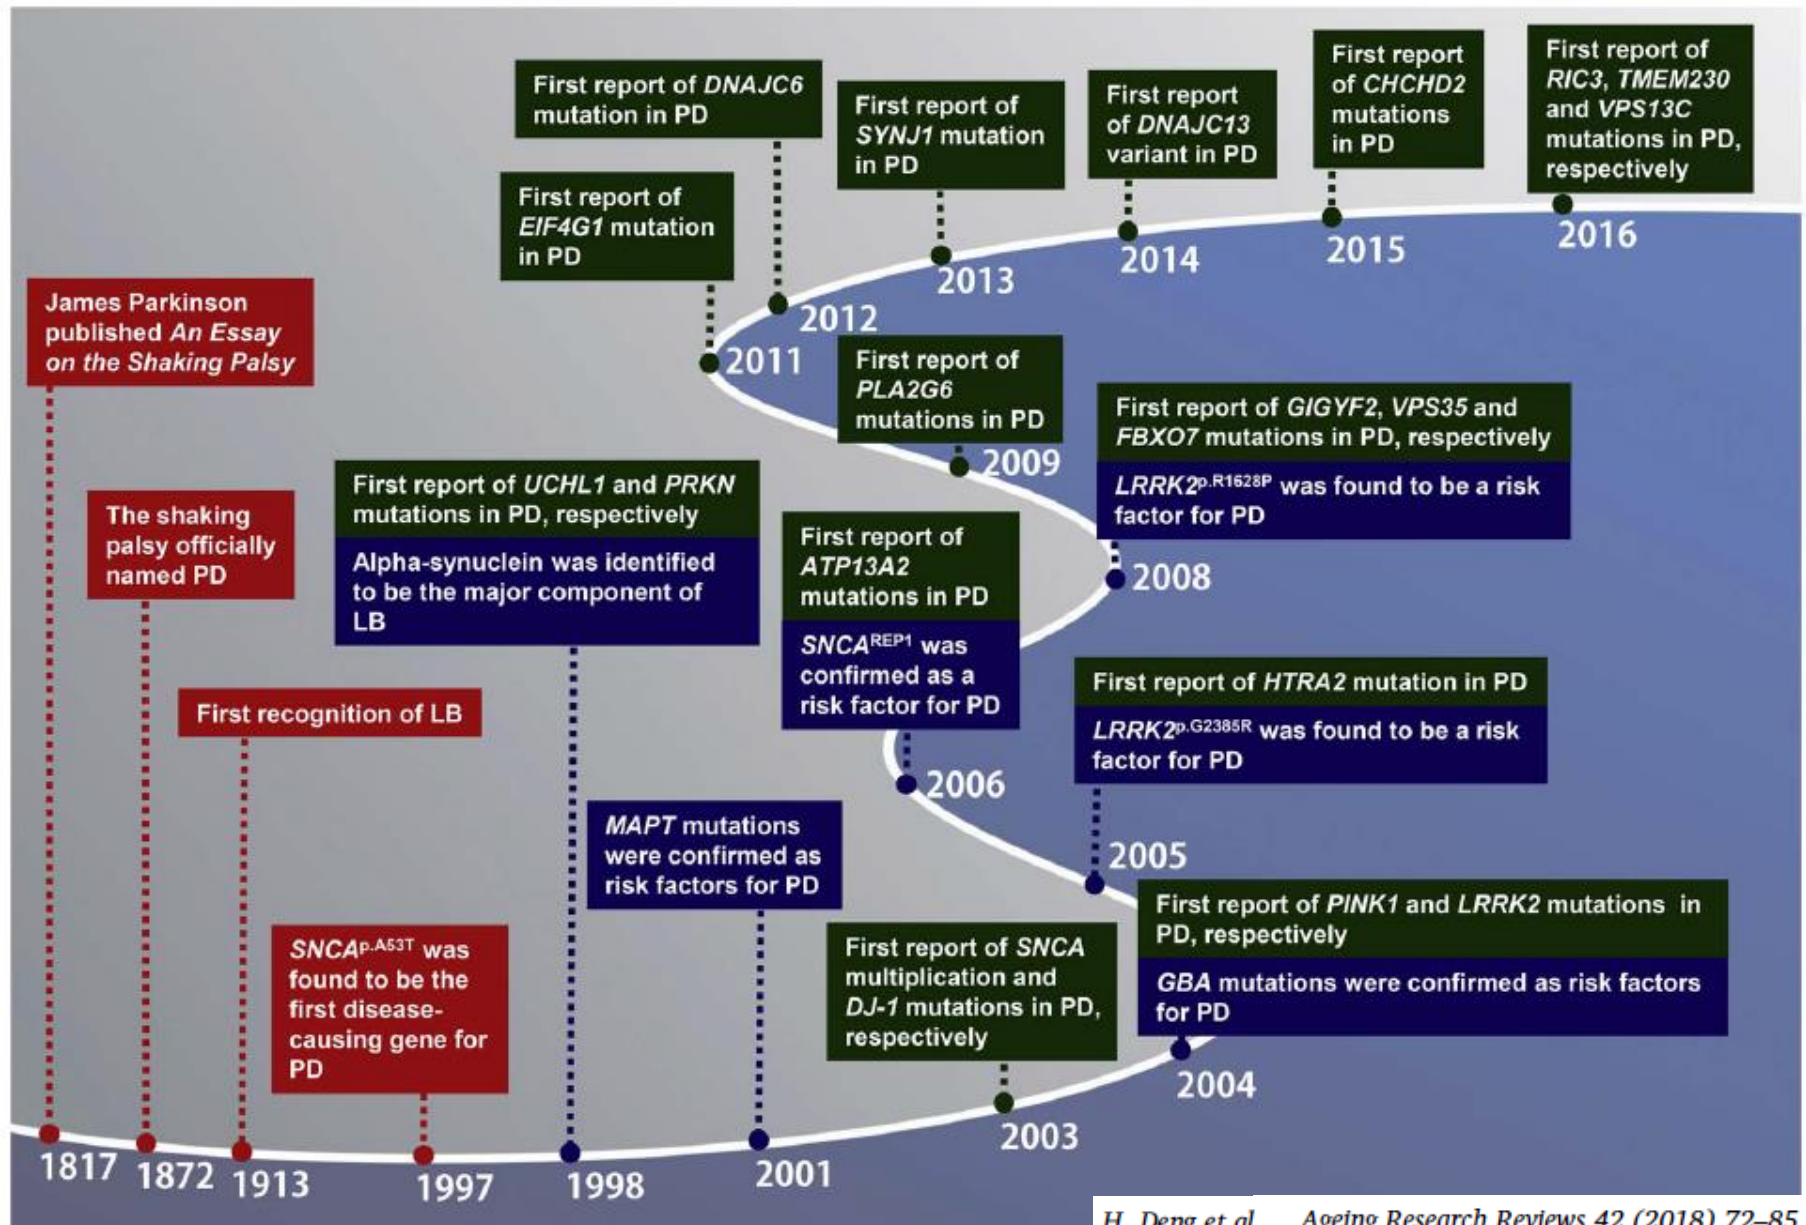 James Parkinson
published An Essay
on the Shaking Palsy
1817
The shaking
palsy officially
named PD
1872
First recognition of LB
1913
SNCAp.A53T was
found to be the
first disease-
causing gene for
PD
1997
First report of UCHL1 and PRKN
mutations in PD, respectively
Alpha-synuclein was identified
to be the major component of
LB
1998
MAPT mutations
were confirmed as
risk factors for PD
2001
First report of SNCA
multiplication and
DJ-1 mutations in PD,
respectively
2003
First report of PINK1 and LRRK2 mutations in
PD, respectively
GBA mutations were confirmed as risk factors
for PD
2004
First report of HTRA2 mutation in PD
LRRK2p.G2385R was found to be a risk
factor for PD
2005
First report of
ATP13A2
mutations in PD
SNCAREP1 was
confirmed as a
risk factor for PD
2006
First report of GIGYF2, VPS35 and
FBXO7 mutations in PD, respectively
LRRK2p.R1628P was found to be a risk
factor for PD
2008
First report of
PLA2G6
mutations in PD
2009
First report of
EIF4G1 mutation
in PD
2011
First report of DNAJC6
mutation in PD
2012
First report of
SYNJ1 mutation
in PD
2013
First report
of DNAJC13
variant in PD
2014
First report
of CHCHD2
mutations
in PD
2015
First report of
RIC3, TMEM230
and VPS13C
mutations in PD,
respectively
2016
H. Deng et al. Ageing Research Reviews 42 (2018) 72–85